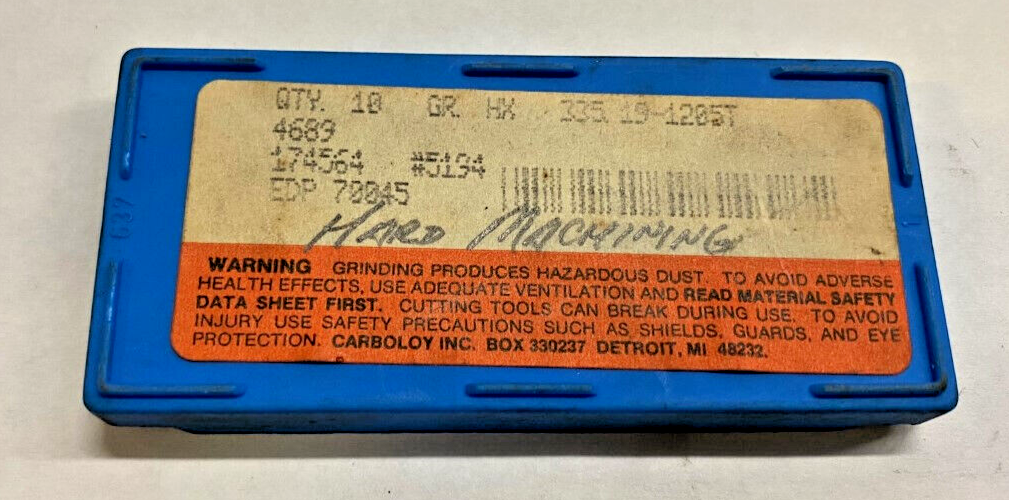 QTY. 10 GR. HX 335.19-1205T
4689
174564 #5194
EDP 70045
HARD MACHINING
WARNING GRINDING PRODUCES HAZARDOUS DUST. TO AVOID ADVERSE
HEALTH EFFECTS, USE ADEQUATE VENTILATION AND READ MATERIAL SAFETY
DATA SHEET FIRST. CUTTING TOOLS CAN BREAK DURING USE. TO AVOID
INJURY USE SAFETY PRECAUTIONS SUCH AS SHIELDS, GUARDS, AND EYE
PROTECTION. CARBOLOY INC. BOX 330237 DETROIT, MI 48232.